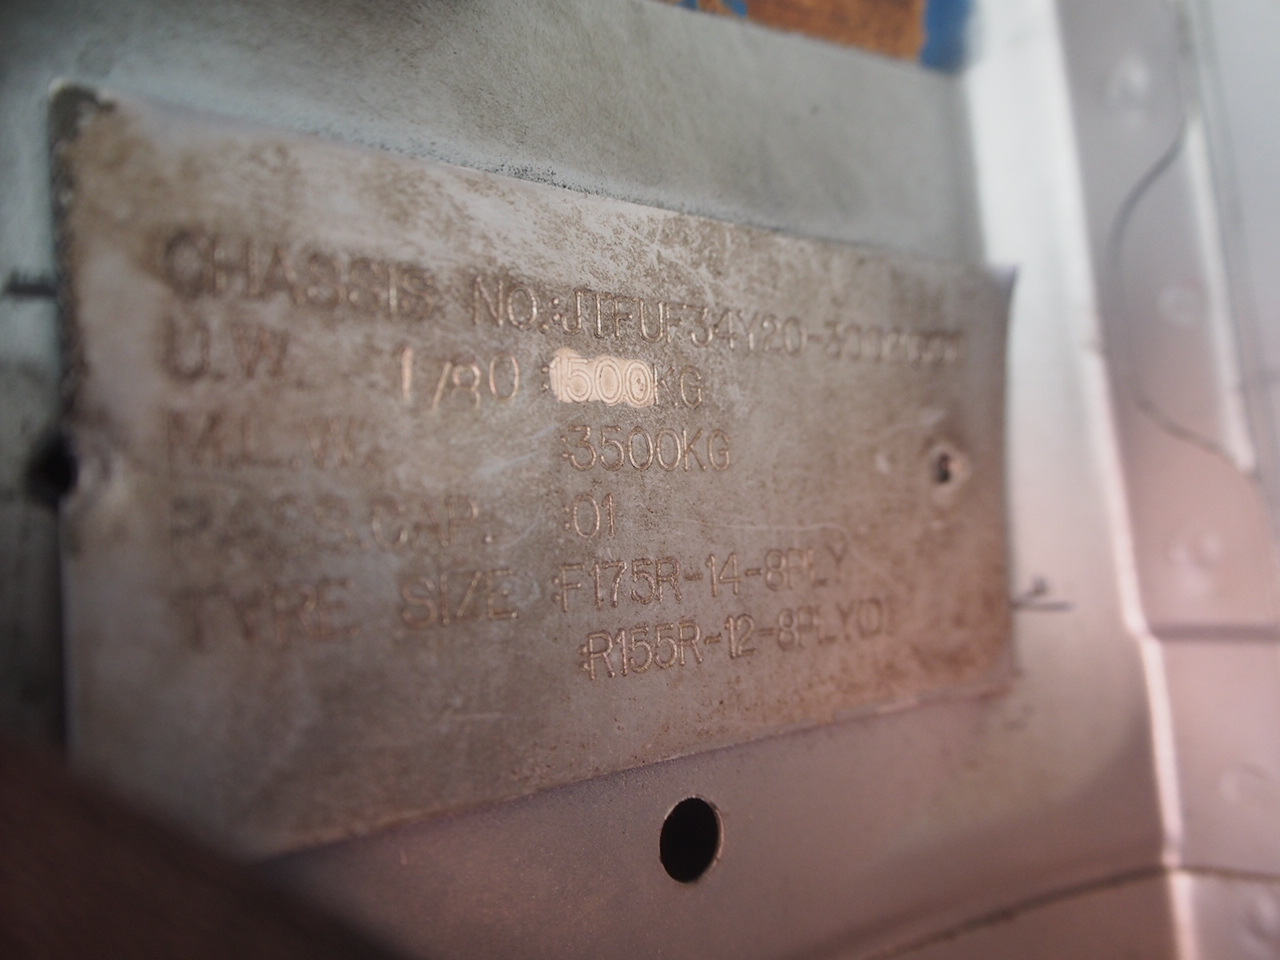 CHASSIS NO.:JTFUF34Y20-
U.W. 1780 :1500KG
M.L.W. :3500KG
PASS.CAP. :01
TYRE SIZE :F175R-14-8PLY
:R155R-12-8PLY(D)